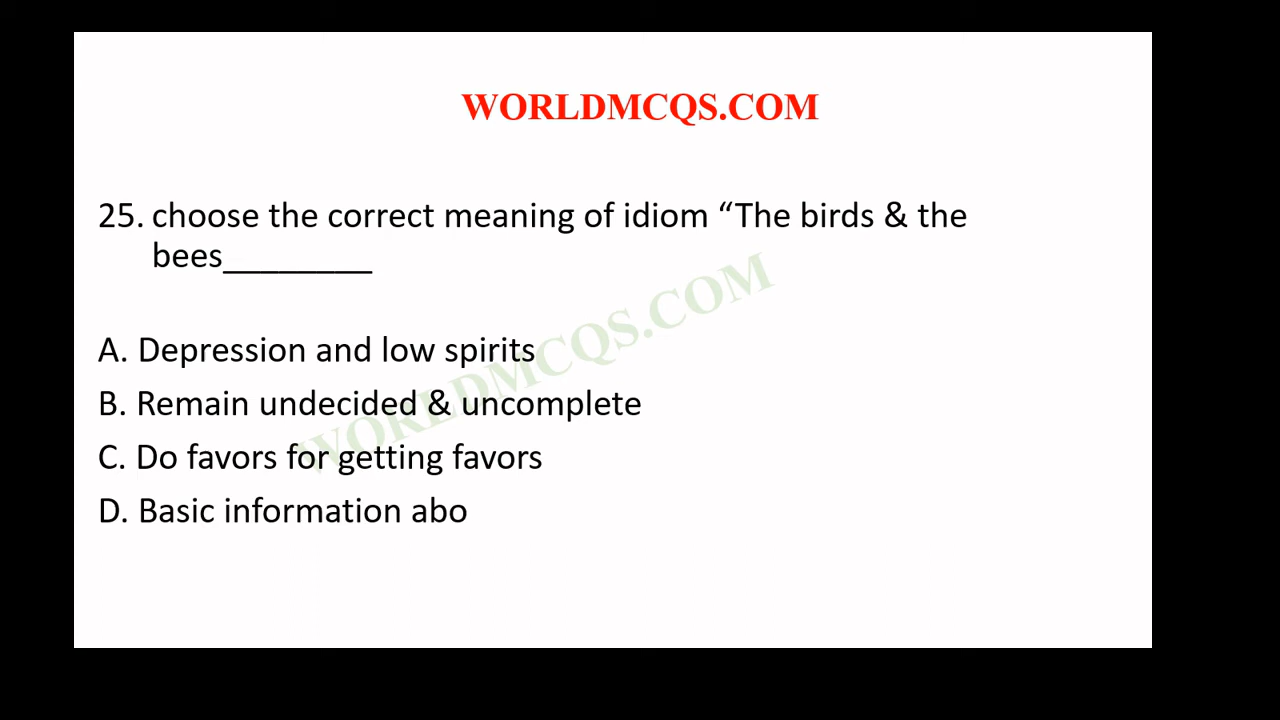 WORLDMCQS.COM
25. choose the correct meaning of idiom “The birds & the
bees________
WORLDMCQS.COM
A. Depression and low spirits
B. Remain undecided & uncomplete
C. Do favors for getting favors
D. Basic information abo